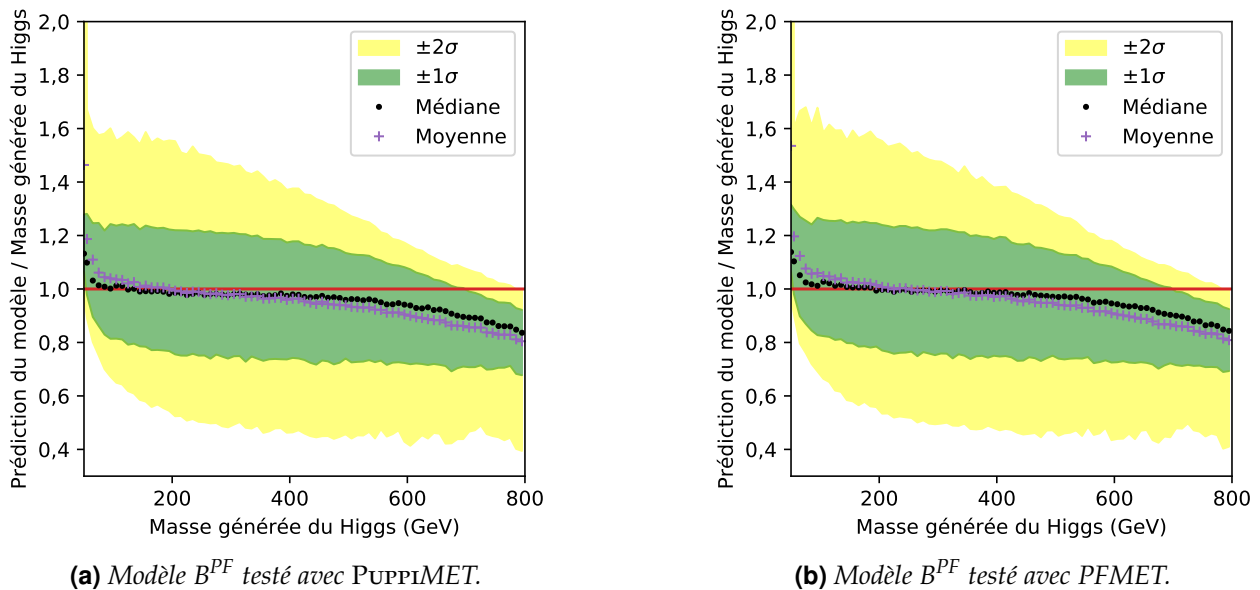 Prédiction du modèle / Masse générée du Higgs
2,0
1,8
1,6
1,4
1,2
1,0
0,8
0,6
0,4
±2σ
±1σ
Médiane
Moyenne
200
400
600
800
Masse générée du Higgs (GeV)
(a) Modèle B^PF testé avec PUPPIMET.
Prédiction du modèle / Masse générée du Higgs
2,0
1,8
1,6
1,4
1,2
1,0
0,8
0,6
0,4
±2σ
±1σ
Médiane
Moyenne
200
400
600
800
Masse générée du Higgs (GeV)
(b) Modèle B^PF testé avec PFMET.